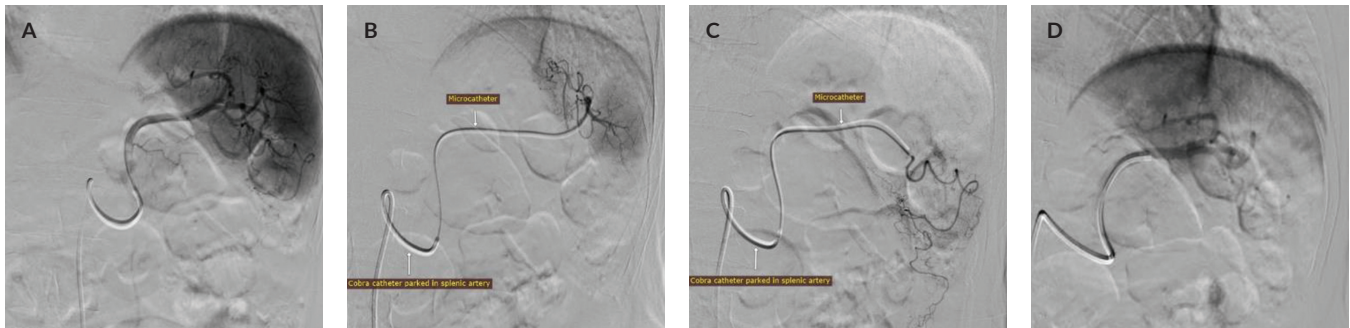 A
B
C
D
Microcatheter
Microcatheter
Cobra catheter parked in splenic artery
Cobra catheter parked in splenic artery